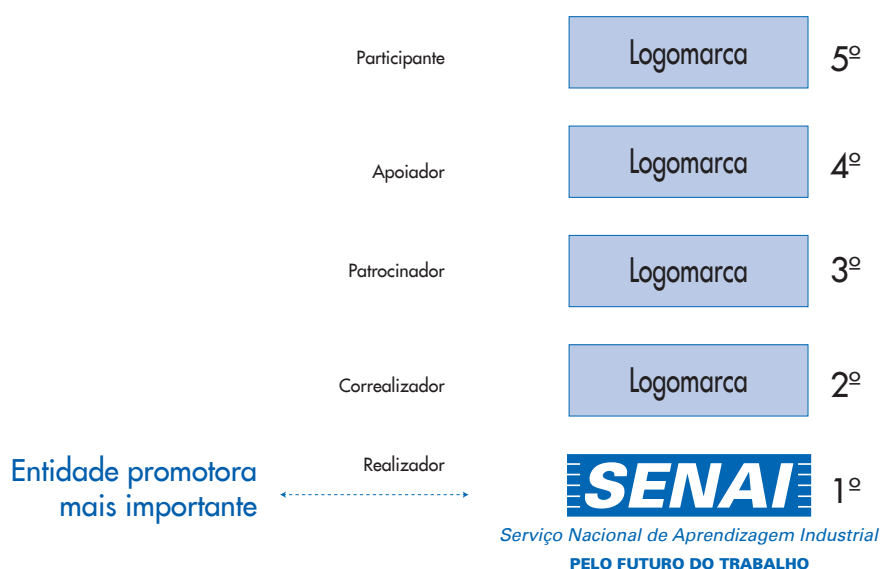 Participante Logomarca 5º
Apoiador Logomarca 4º
Patrocinador Logomarca 3º
Correalizador Logomarca 2º
Entidade promotora
mais importante
Realizador
SENAI 1º
Serviço Nacional de Aprendizagem Industrial
PELO FUTURO DO TRABALHO